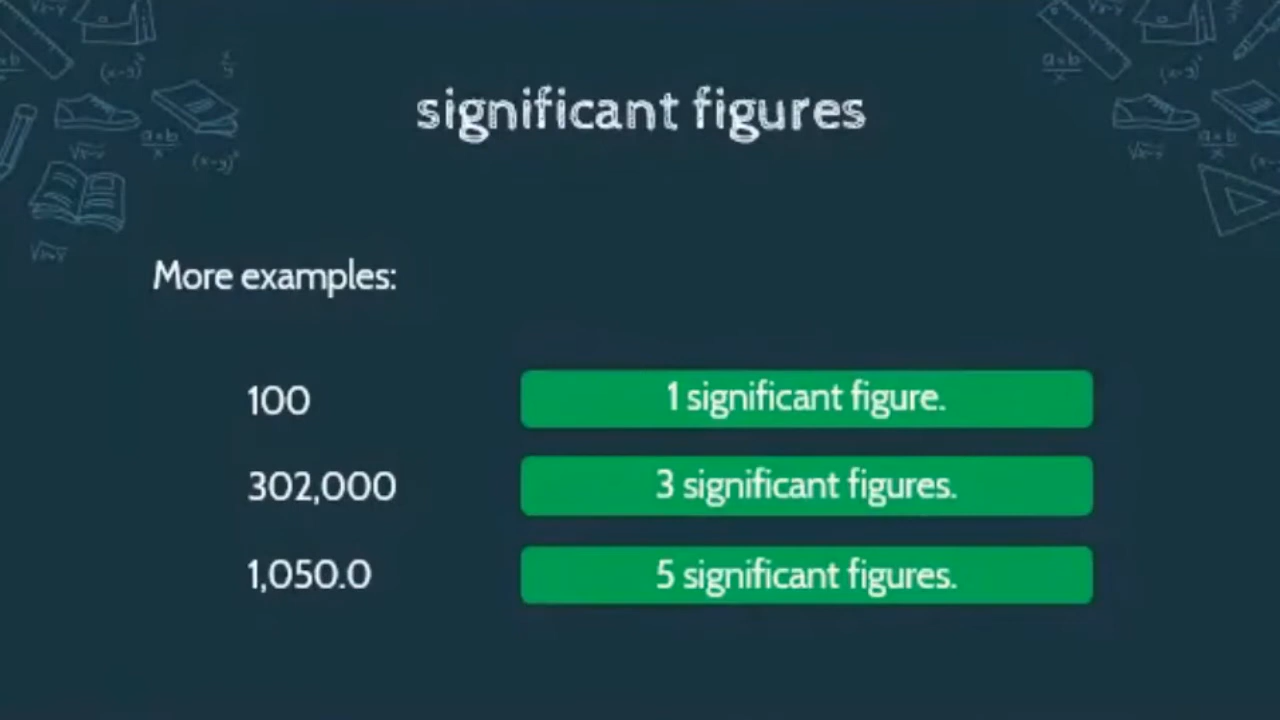 significant figures
More examples:
100
1 significant figure.
302,000
3 significant figures.
1,050.0
5 significant figures.